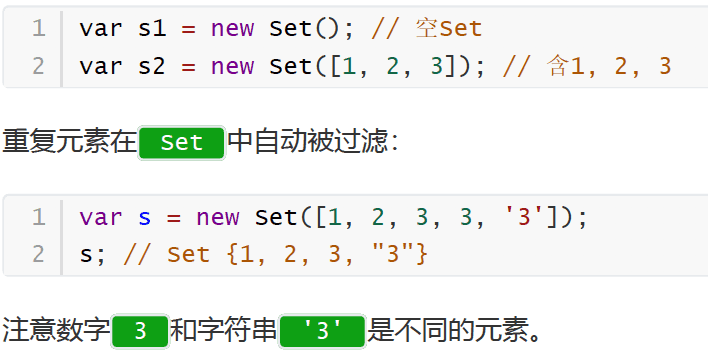 1 var s1 = new Set(); // 空Set
2 var s2 = new Set([1, 2, 3]); // 含1, 2, 3
重复元素在 Set 中自动被过滤：
1 var s = new Set([1, 2, 3, 3, '3']);
2 s; // Set {1, 2, 3, "3"}
注意数字 3 和字符串 '3' 是不同的元素。